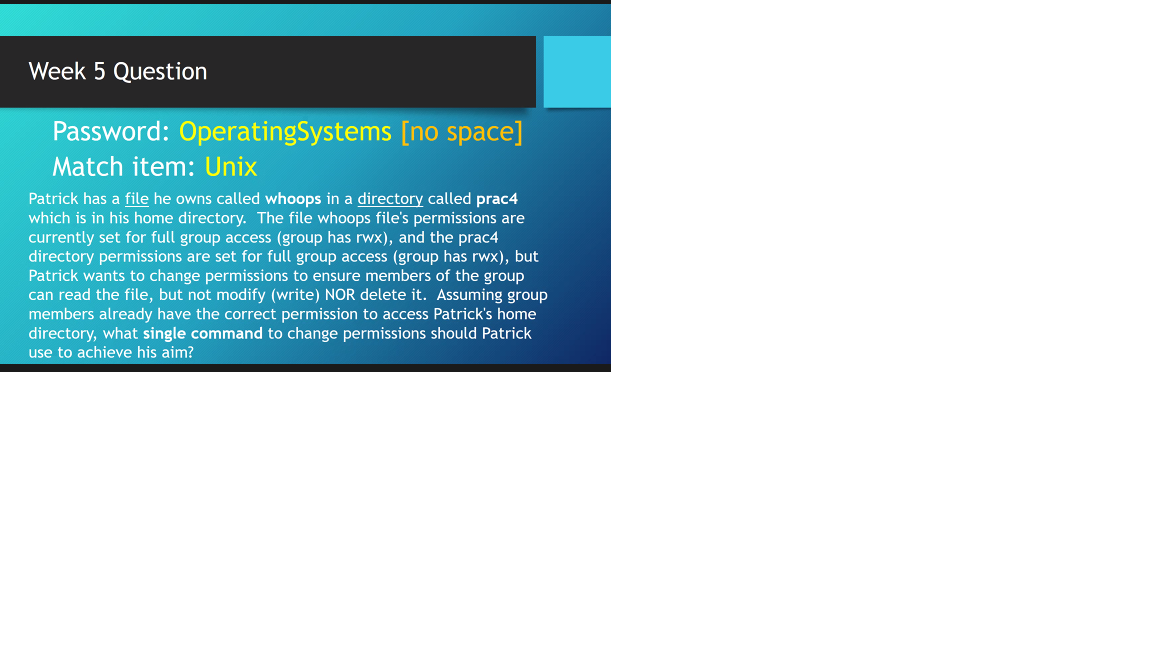 Week 5 Question
Password: OperatingSystems [no space]
Match item: Unix
Patrick has a file he owns called whoops in a directory called prac4
which is in his home directory.  The file whoops file's permissions are
currently set for full group access (group has rwx), and the prac4
directory permissions are set for full group access (group has rwx), but
Patrick wants to change permissions to ensure members of the group
can read the file, but not modify (write) NOR delete it.  Assuming group
members already have the correct permission to access Patrick's home
directory, what single command to change permissions should Patrick
use to achieve his aim?